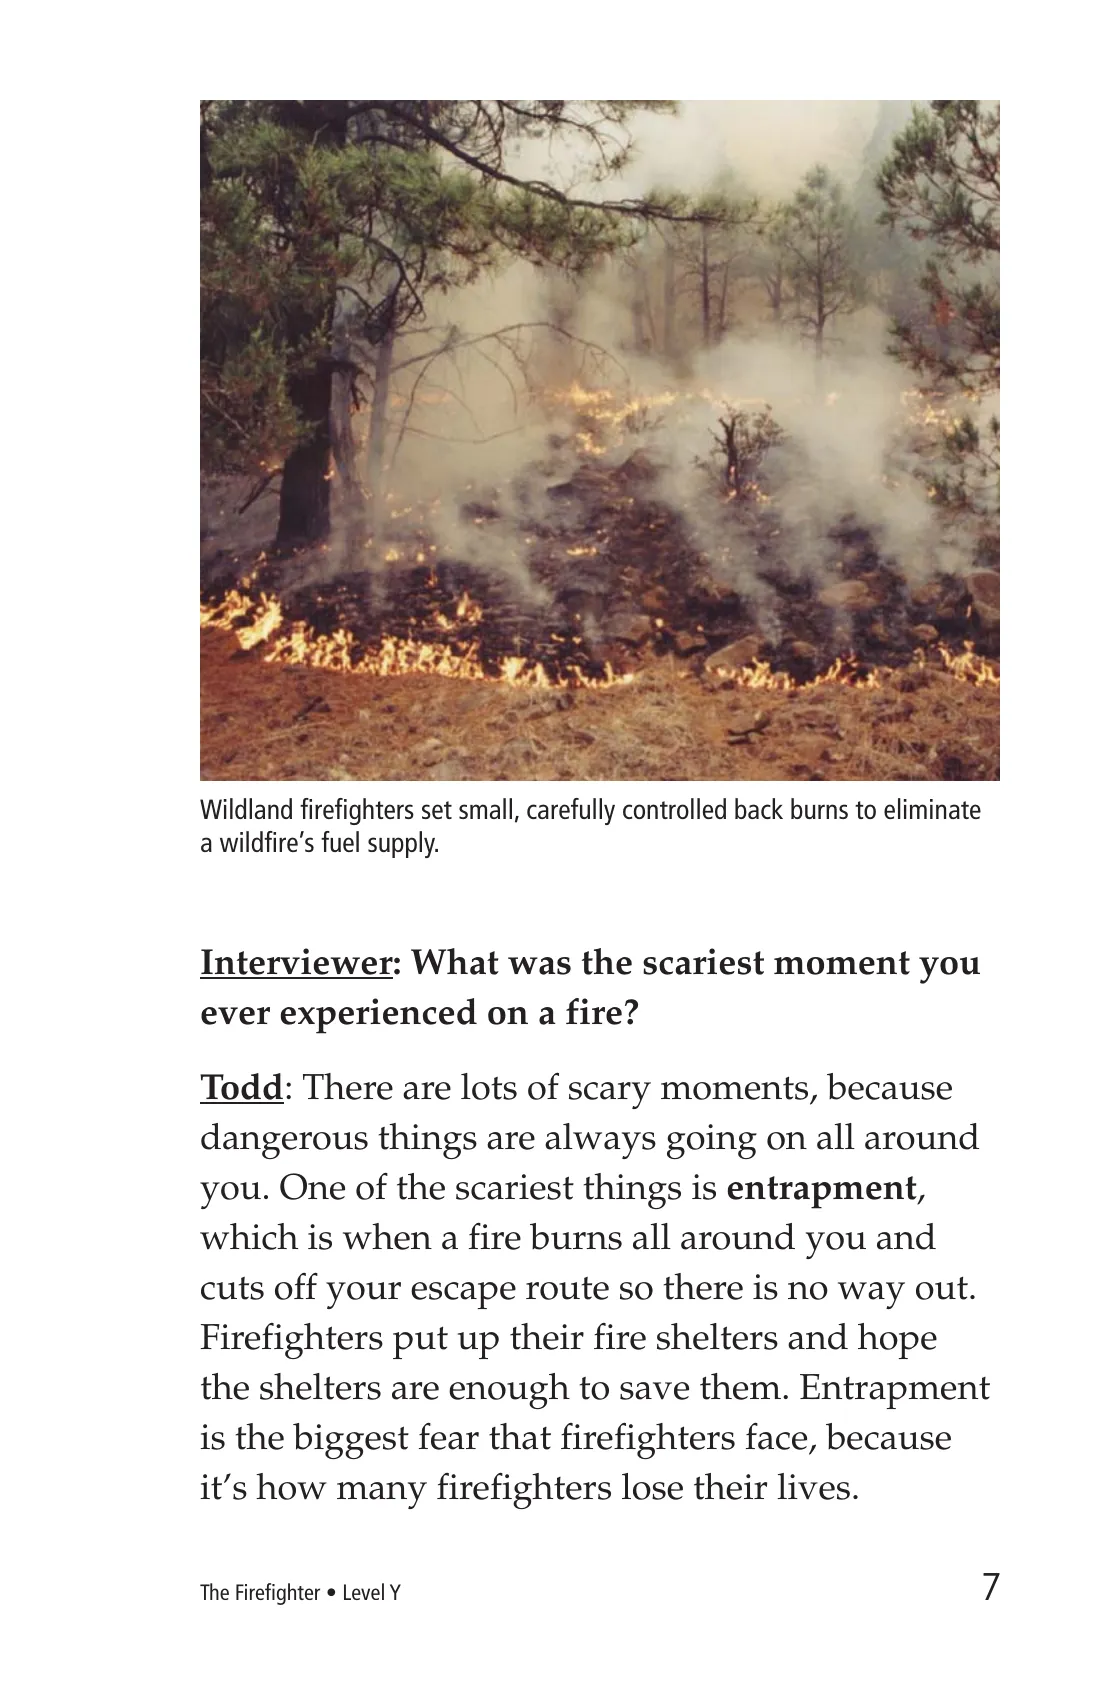 Wildland firefighters set small, carefully controlled back burns to eliminate
a wildfire’s fuel supply.
Interviewer: What was the scariest moment you
ever experienced on a fire?
Todd: There are lots of scary moments, because
dangerous things are always going on all around
you. One of the scariest things is entrapment,
which is when a fire burns all around you and
cuts off your escape route so there is no way out.
Firefighters put up their fire shelters and hope
the shelters are enough to save them. Entrapment
is the biggest fear that firefighters face, because
it’s how many firefighters lose their lives.
The Firefighter • Level Y 7